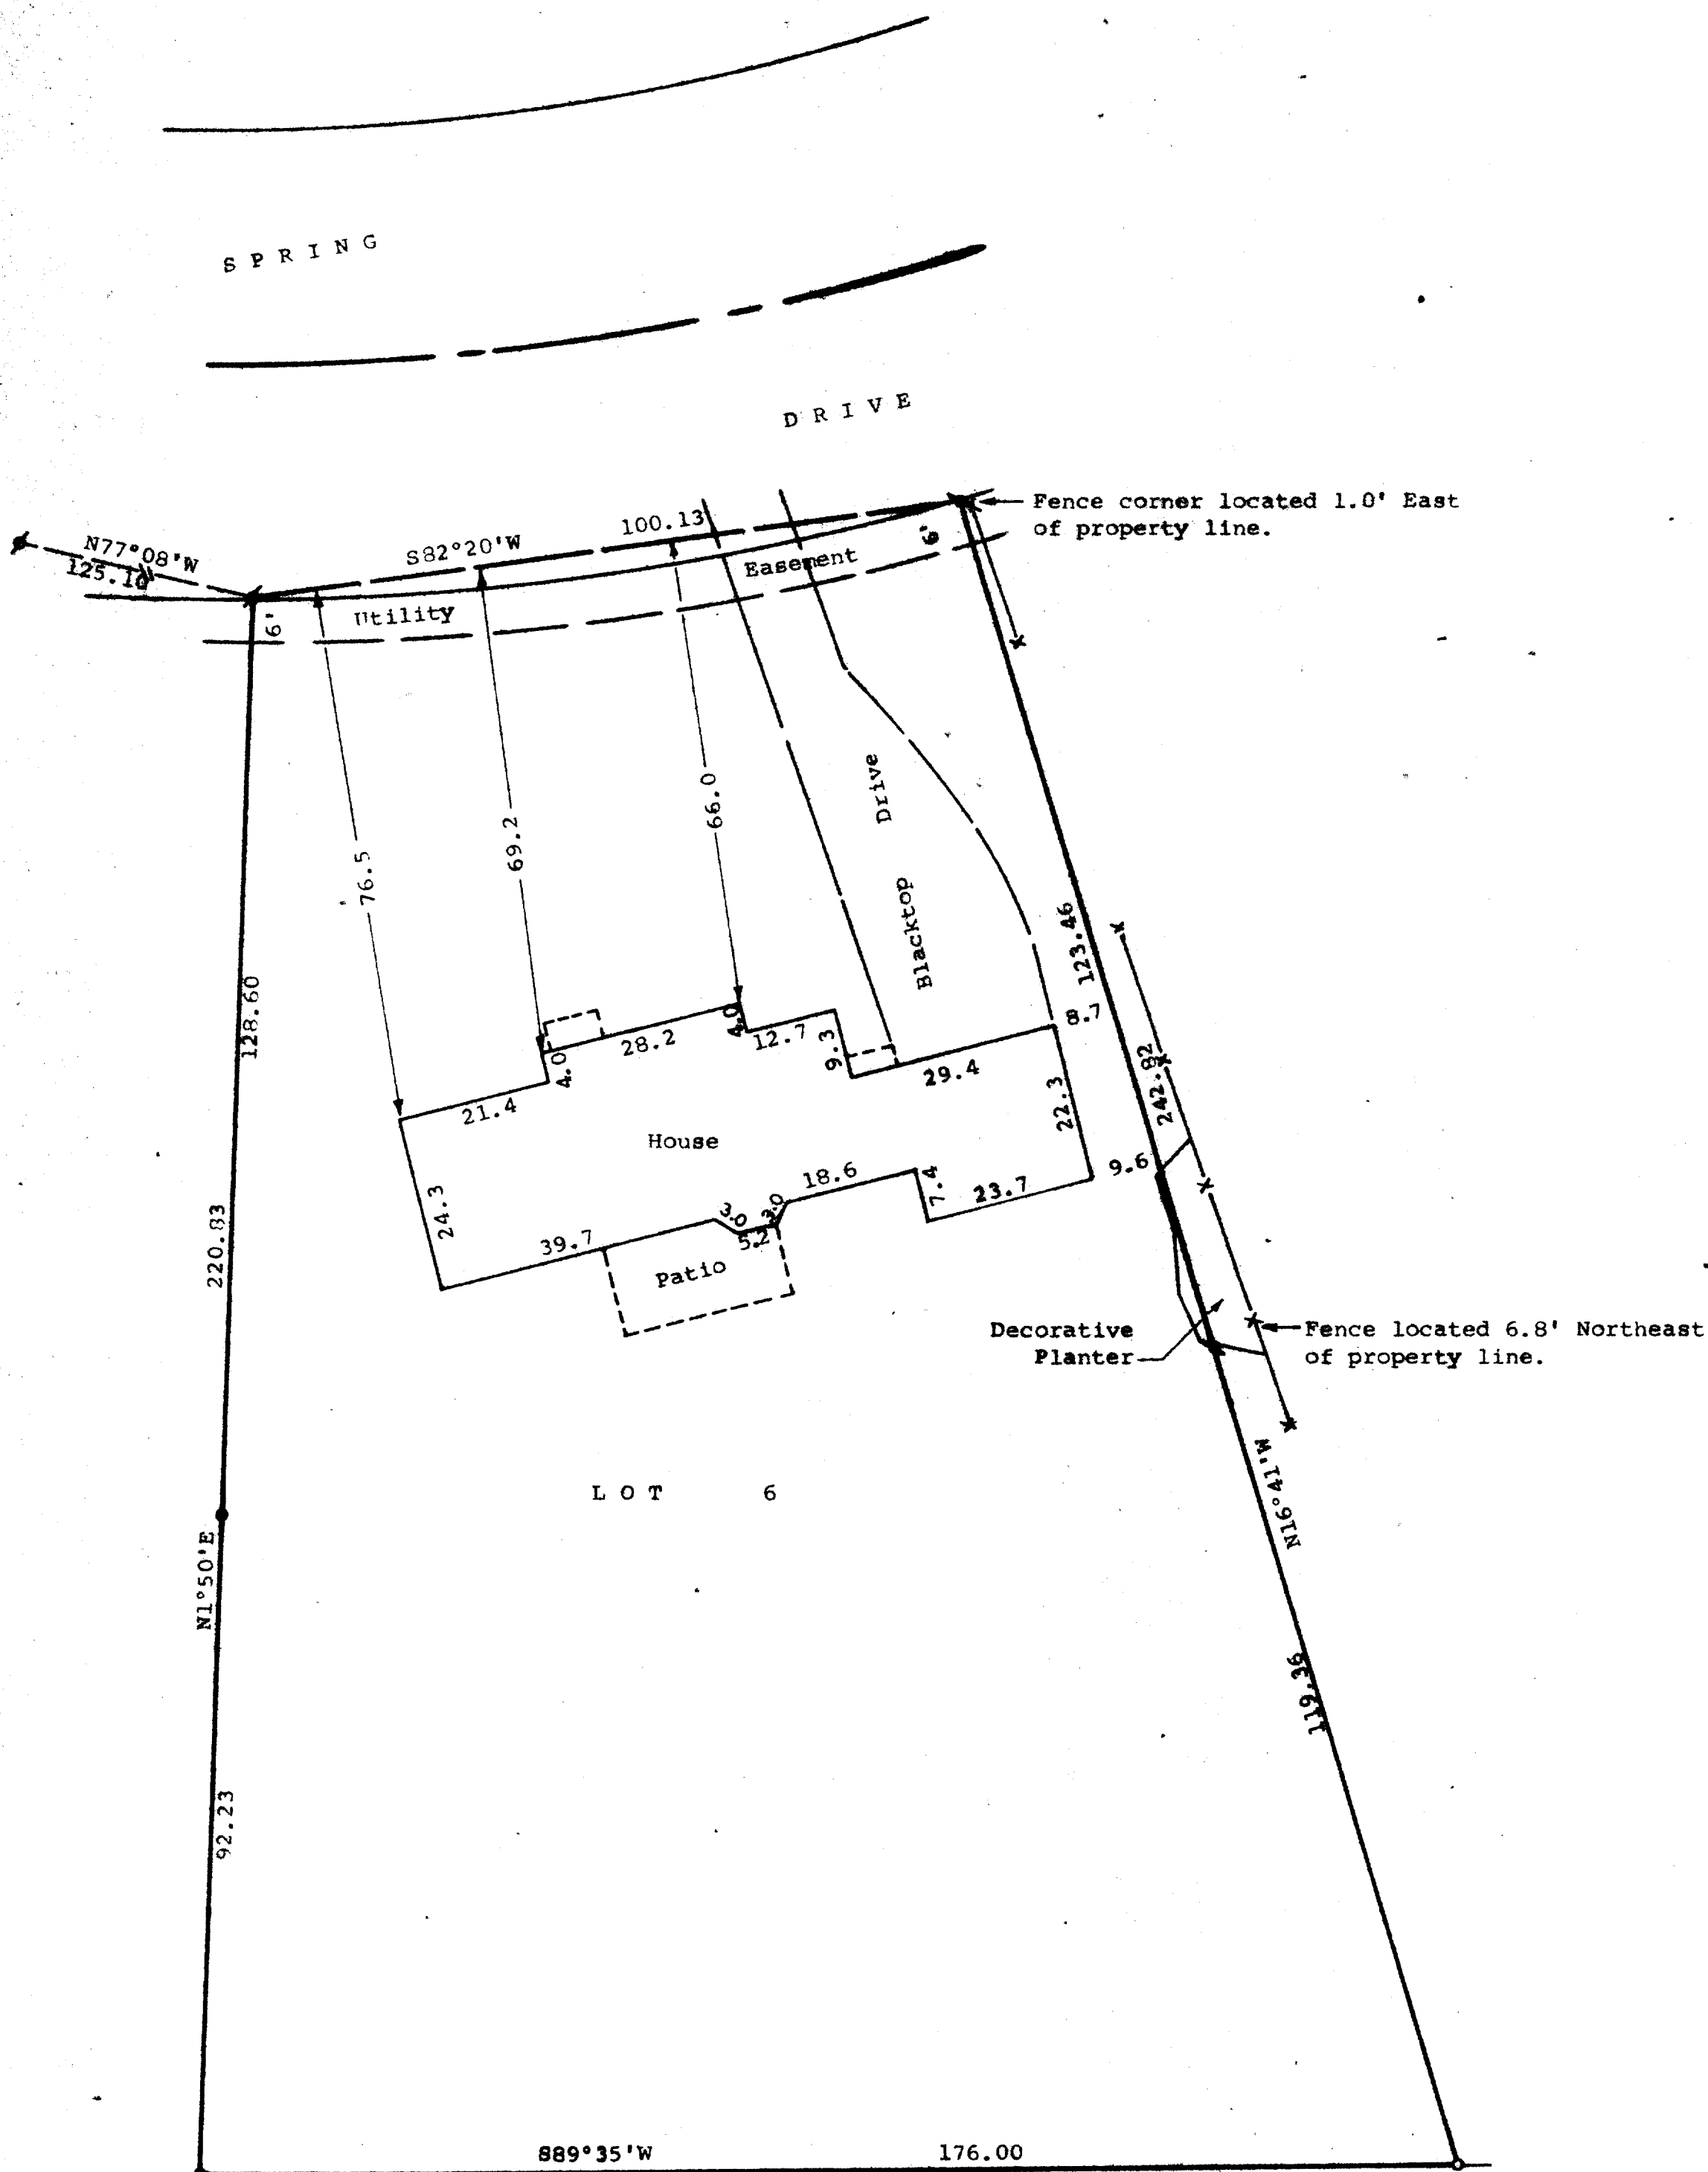 SPRING
DRIVE
Fence corner located 1.0' East
of property line.
N77°08'W
S82°20'W
100.13
6'
Easement
Utility
6'
76.5
69.2
66.0
Blacktop Drive
123.46
128.60
4.0
28.2
4.0
12.7
9.3
29.4
8.7
21.4
House
22.3
242.82
24.3
39.7
3.0
5.2
3.0
18.6
7.4
23.7
9.6
220.83
Patio
Decorative
Planter
Fence located 6.8' Northeast
of property line.
N16°41'W
LOT 6
N1°50'E
119.36
92.23
S89°35'W
176.00